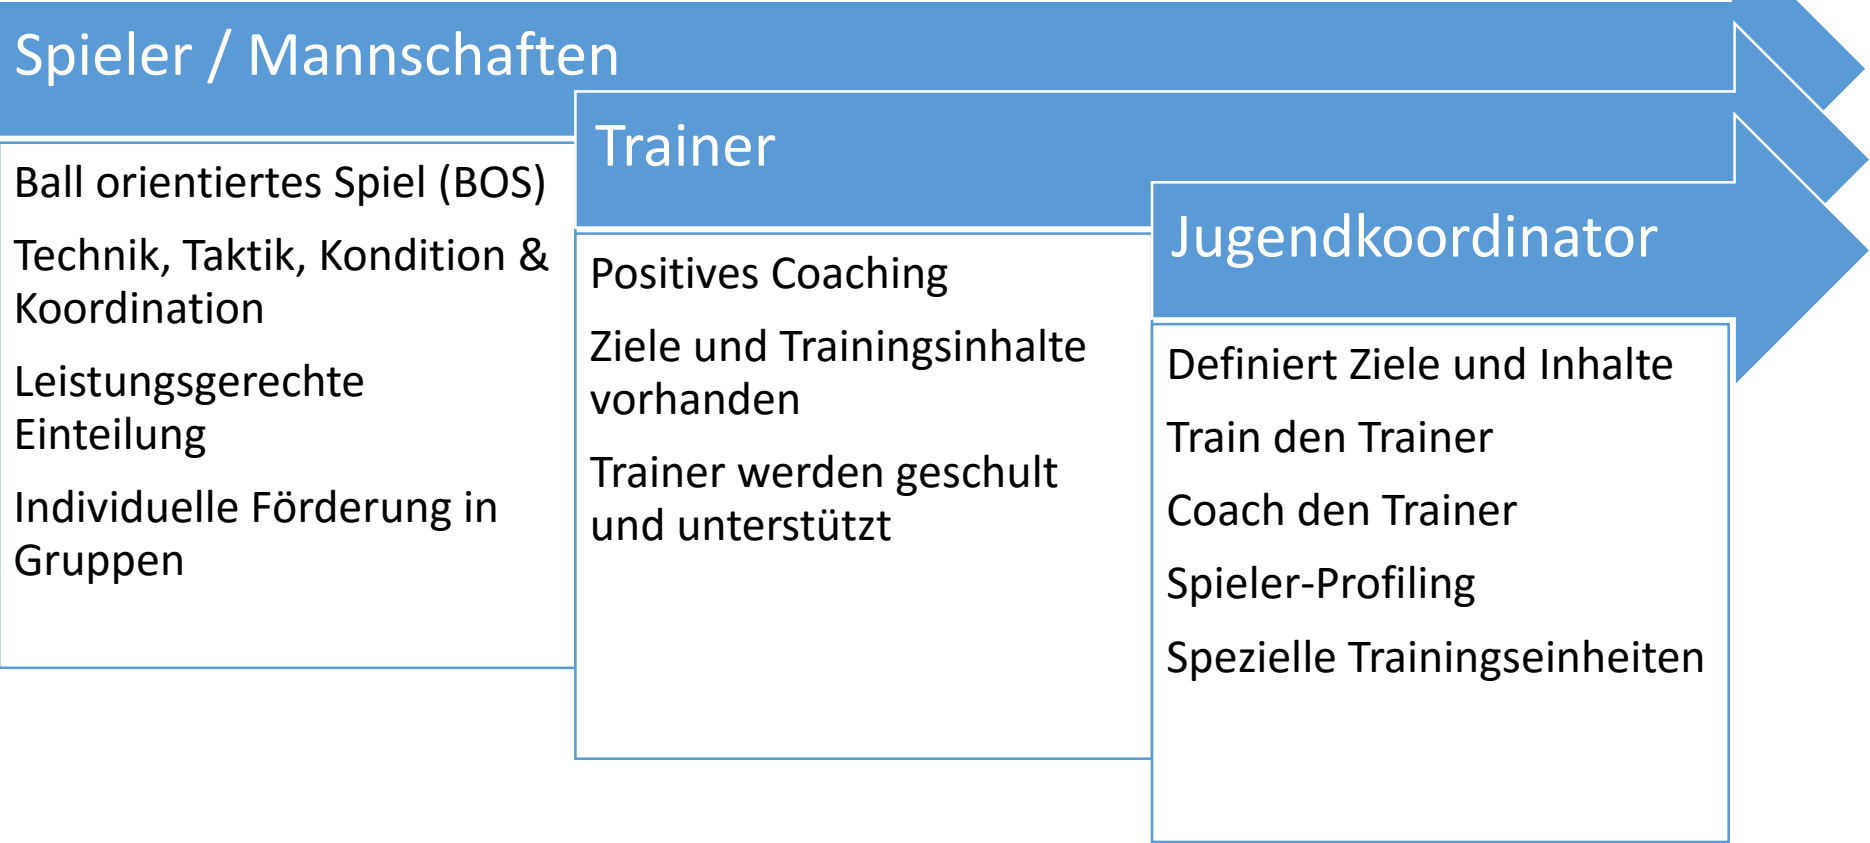 Spieler / Mannschaften
Ball orientiertes Spiel (BOS)
Technik, Taktik, Kondition &
Koordination
Leistungsgerechte
Einteilung
Individuelle Förderung in
Gruppen
Trainer
Positives Coaching
Ziele und Trainingsinhalte
vorhanden
Trainer werden geschult
und unterstützt
Jugendkoordinator
Definiert Ziele und Inhalte
Train den Trainer
Coach den Trainer
Spieler-Profiling
Spezielle Trainingseinheiten